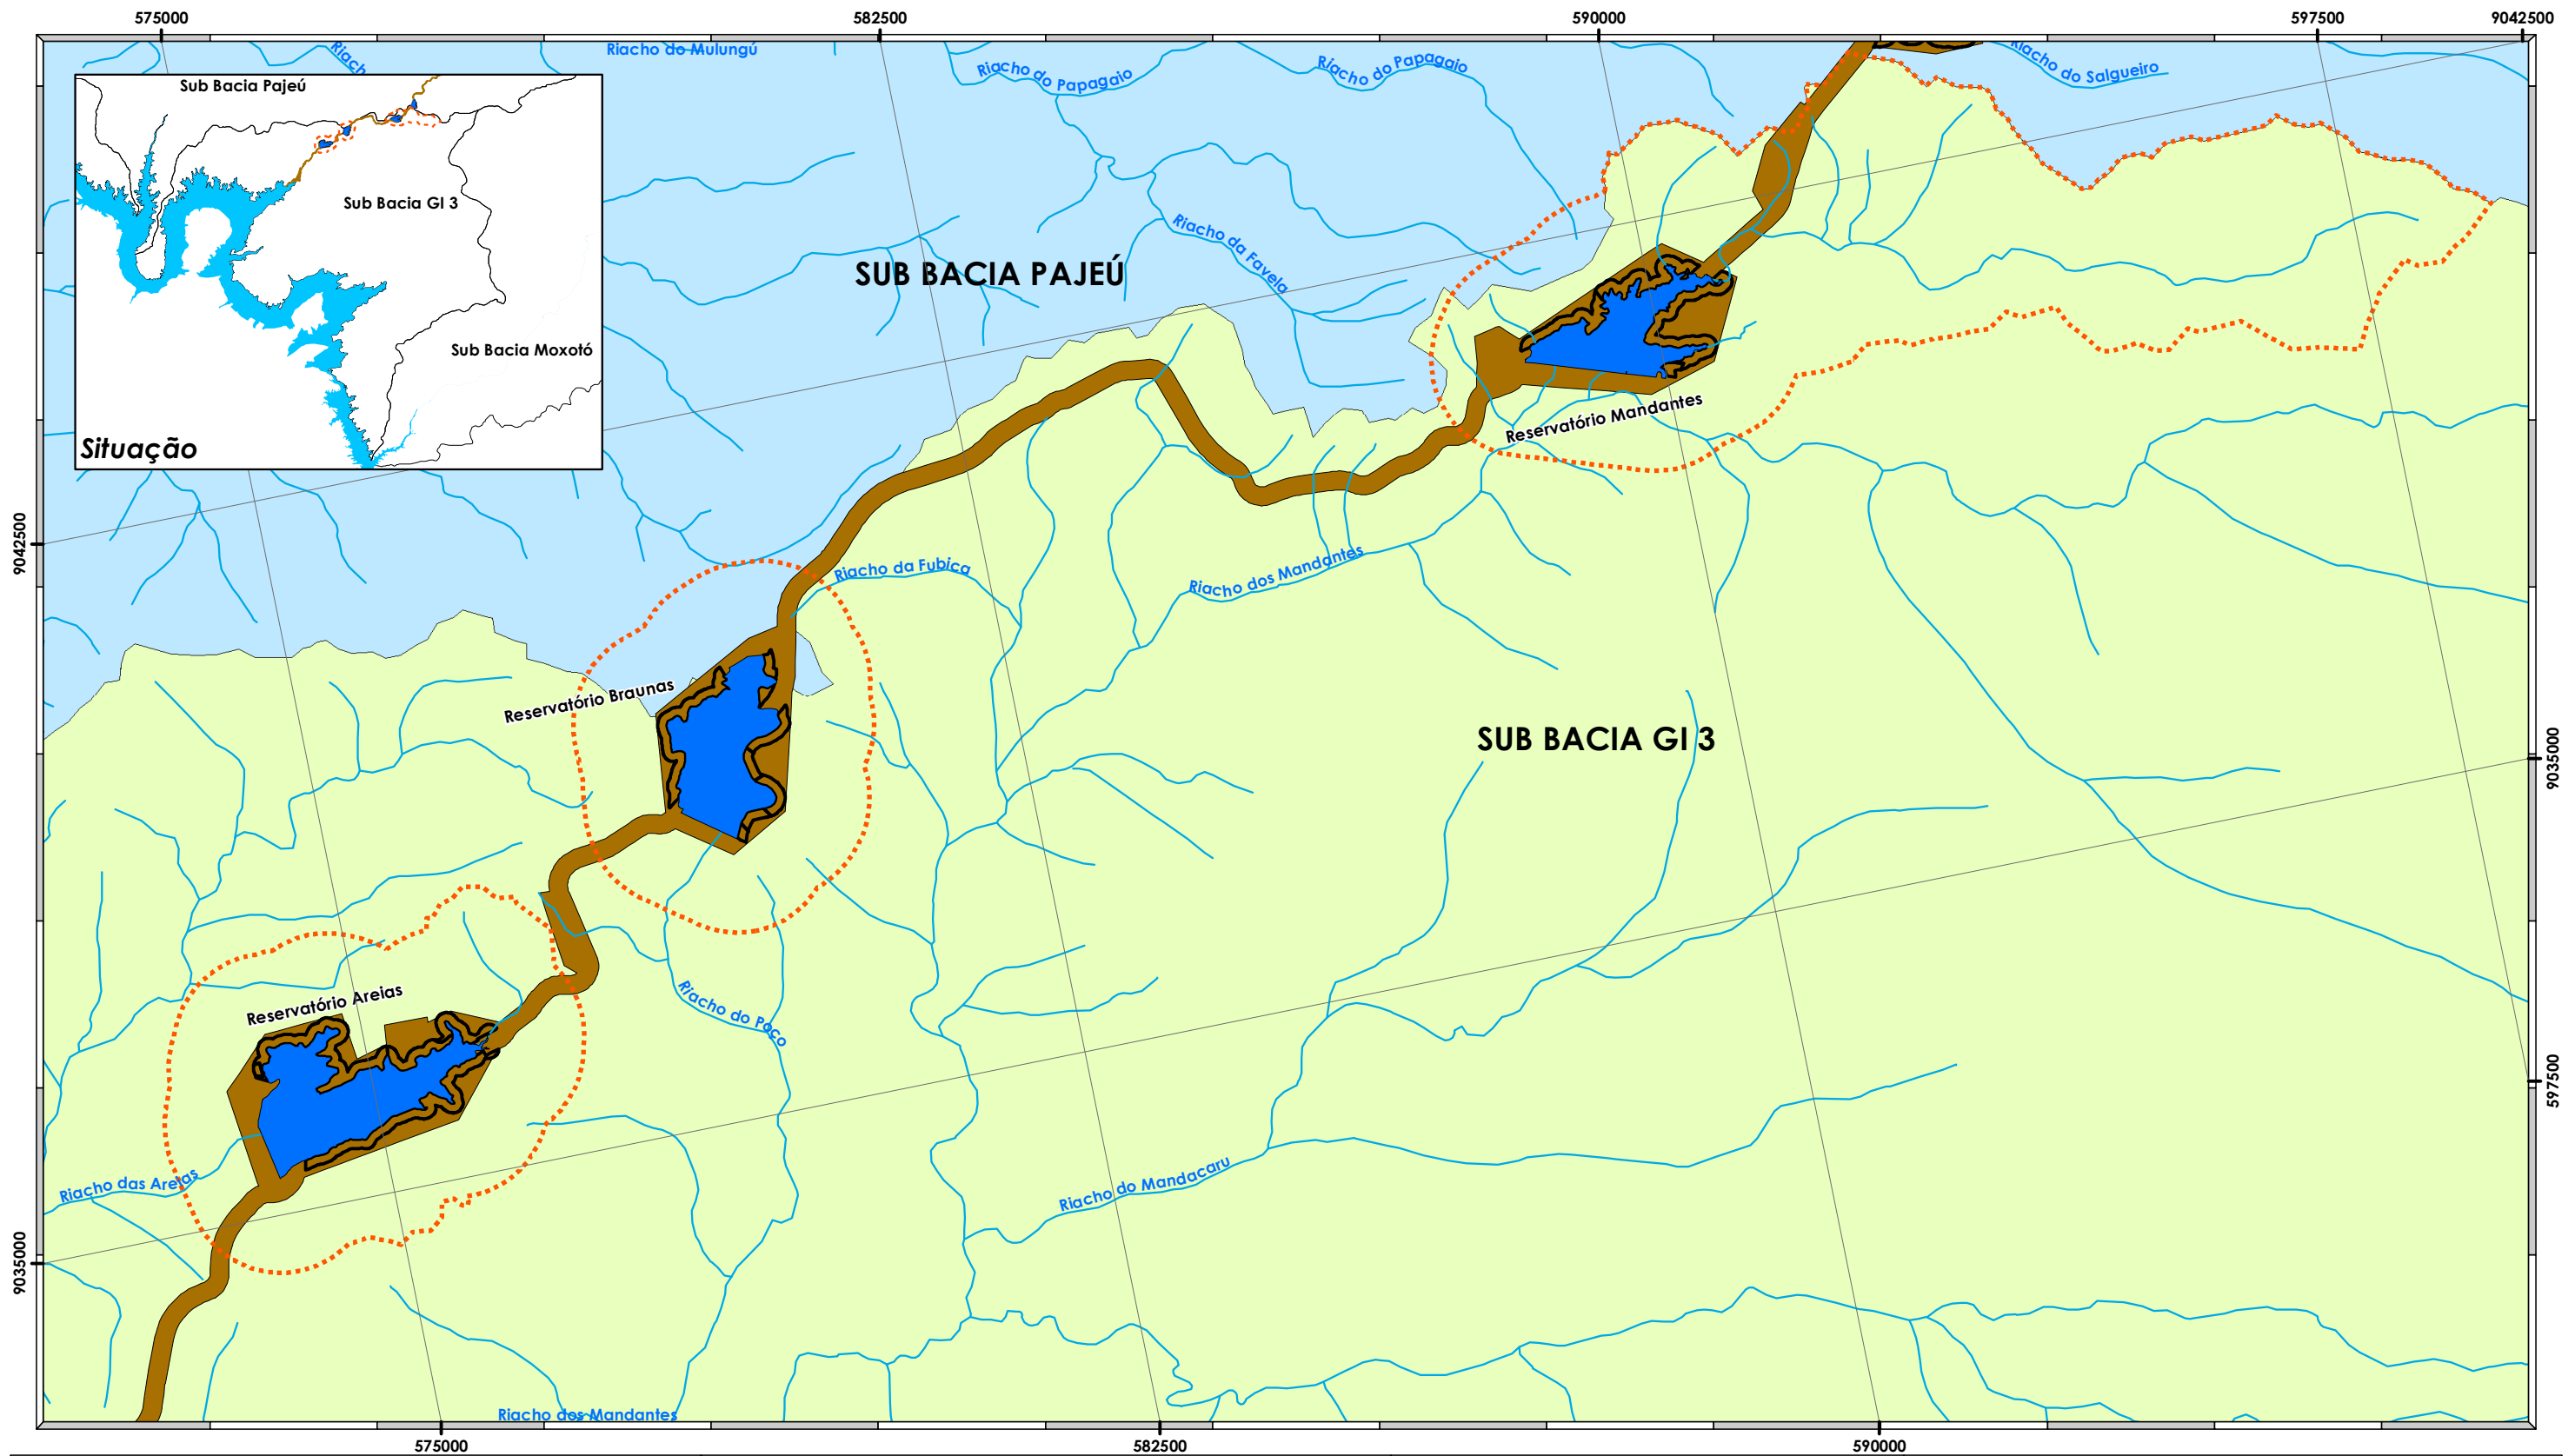 575000
582500
590000
597500
9042500
Riach
Riacho do Mulungú
Riacho do Papagaio
Riacho do Papagaio
Riacho do Salgueiro
Sub Bacia Pajeú
Sub Bacia GI 3
Sub Bacia Moxotó
Situação
Riacho da Favela
SUB BACIA PAJEÚ
Reservatório Mandantes
9042500
Riacho da Fubica
Riacho dos Mandantes
Reservatório Braunas
SUB BACIA GI 3
9035000
Reservatório Areias
Riacho do Poço
597500
Riacho das Areias
Riacho do Mandacaru
9035000
Riacho dos Mandantes
575000
582500
590000